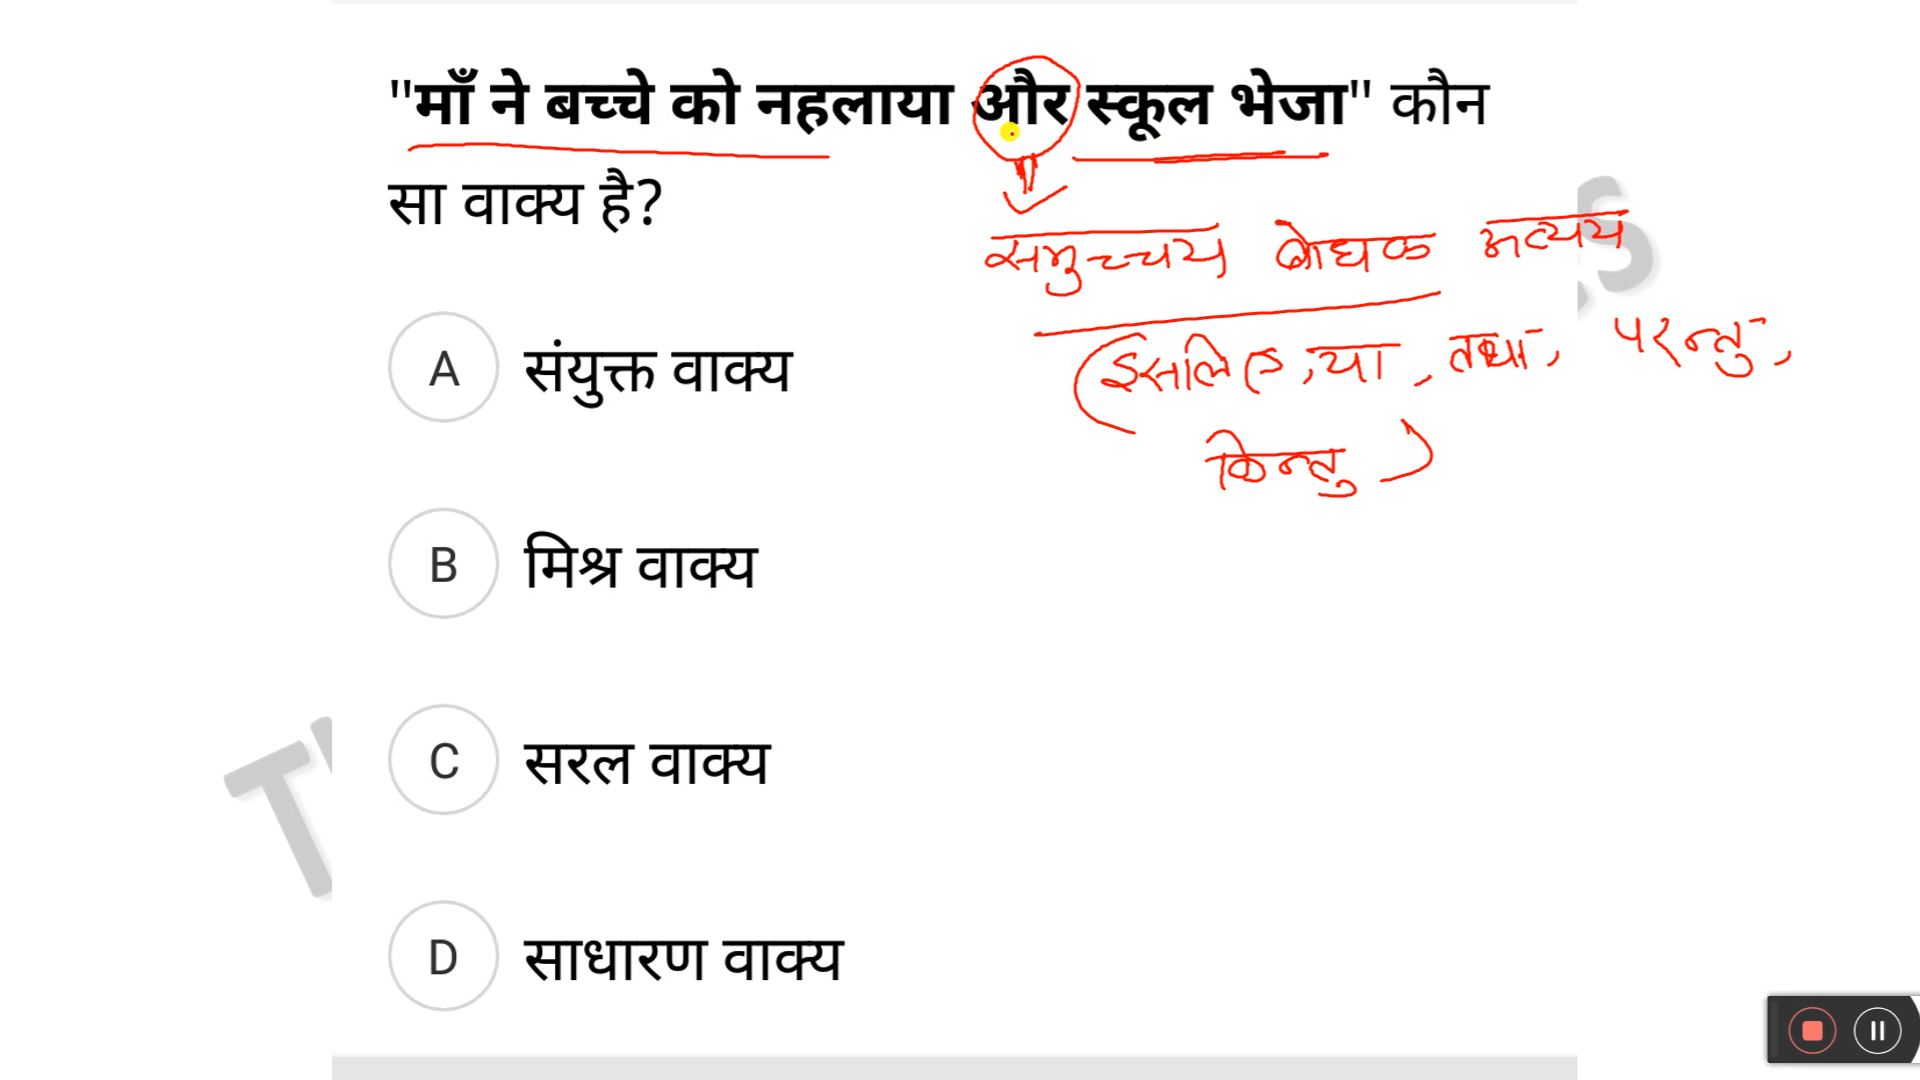 "माँ ने बच्चे को नहलाया और स्कूल भेजा" कौन
सा वाक्य है?
समुच्चय बोधक अव्यय
(इसलिए, या, तथा, परन्तु,
किन्तु)
A संयुक्त वाक्य
B मिश्र वाक्य
C सरल वाक्य
D साधारण वाक्य